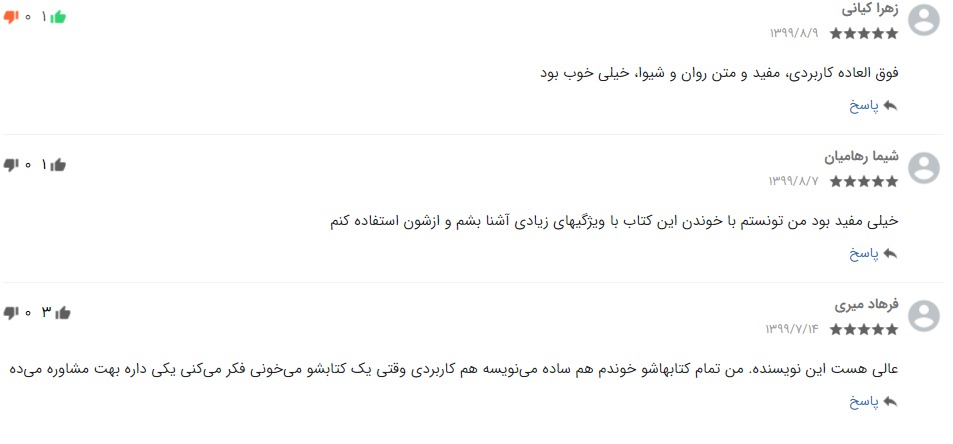 زهرا کیانی
۱ ۰
۱۳۹۹/۸/۹
فوق العاده کاربردی، مفید و متن روان و شیوا، خیلی خوب بود
پاسخ
شیما رهامیان
۱ ۰
۱۳۹۹/۸/۷
خیلی مفید بود من تونستم با خوندن این کتاب با ویژگیهای زیادی آشنا بشم و ازشون استفاده کنم
پاسخ
فرهاد میری
۳ ۰
۱۳۹۹/۷/۱۴
عالی هست این نویسنده. من تمام کتابهاشو خوندم هم ساده می‌نویسه هم کاربردی وقتی یک کتابشو می‌خونی فکر می‌کنی یکی داره بهت مشاوره می‌ده
پاسخ